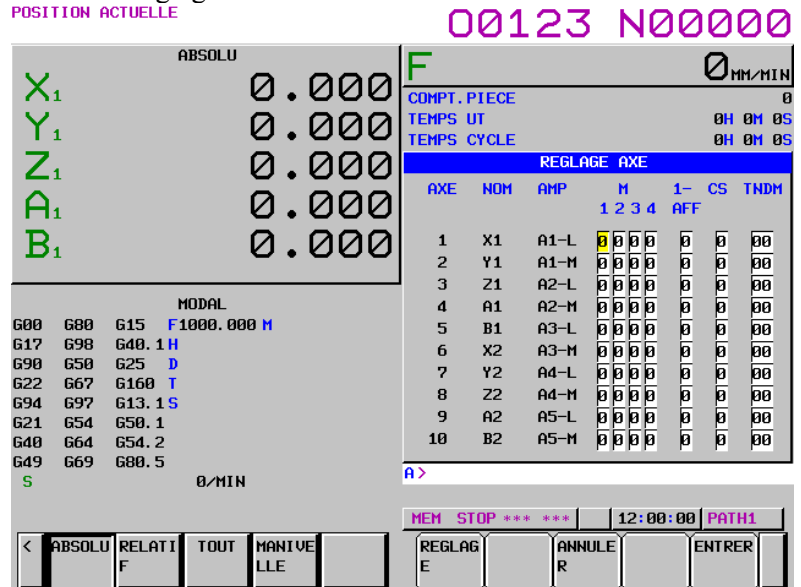 POSITION ACTUELLE
O0123 N00000
ABSOLU
X1 0.000
Y1 0.000
Z1 0.000
A1 0.000
B1 0.000
F 0 MM/MIN
COMPT.PIECE 0
TEMPS UT 0H 0M 0S
TEMPS CYCLE 0H 0M 0S
REGLAGE AXE
AXE NOM AMP M 1- CS TNDM
1 2 3 4 AFF
1 X1 A1-L 0 0 0 0 0 0 00
2 Y1 A1-M 0 0 0 0 0 0 00
3 Z1 A2-L 0 0 0 0 0 0 00
4 A1 A2-M 0 0 0 0 0 0 00
5 B1 A3-L 0 0 0 0 0 0 00
6 X2 A3-M 0 0 0 0 0 0 00
7 Y2 A4-L 0 0 0 0 0 0 00
8 Z2 A4-M 0 0 0 0 0 0 00
9 A2 A5-L 0 0 0 0 0 0 00
10 B2 A5-M 0 0 0 0 0 0 00
MODAL
G00 G80 G15 F1000.000 M
G17 G98 G40.1 H
G90 G50 G25 D
G22 G67 G160 T
G94 G97 G13.1 S
G21 G54 G50.1
G40 G64 G54.2
G49 G69 G80.5
S 0/MIN
A>
MEM STOP *** *** 12:00:00 PATH1
< ABSOLU RELATI TOUT MANIVE REGLAG ANNULE ENTRER
F LLE E R